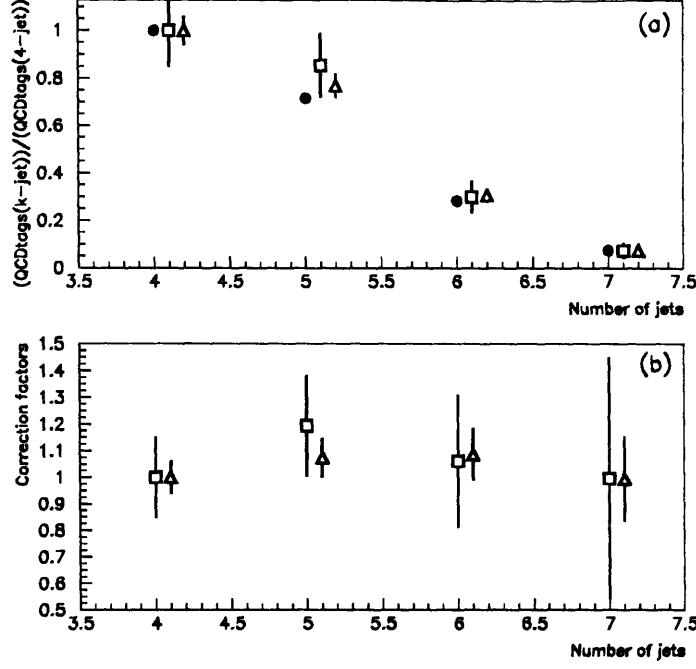 (QCDtags(k−jet))/(QCDtags(4−jet))
(a)
1
0.8
0.6
0.4
0.2
0
3.5 4 4.5 5 5.5 6 6.5 7 7.5
Number of jets
Correction factors
(b)
1.5
1.4
1.3
1.2
1.1
1
0.9
0.8
0.7
0.6
0.5
3.5 4 4.5 5 5.5 6 6.5 7 7.5
Number of jets